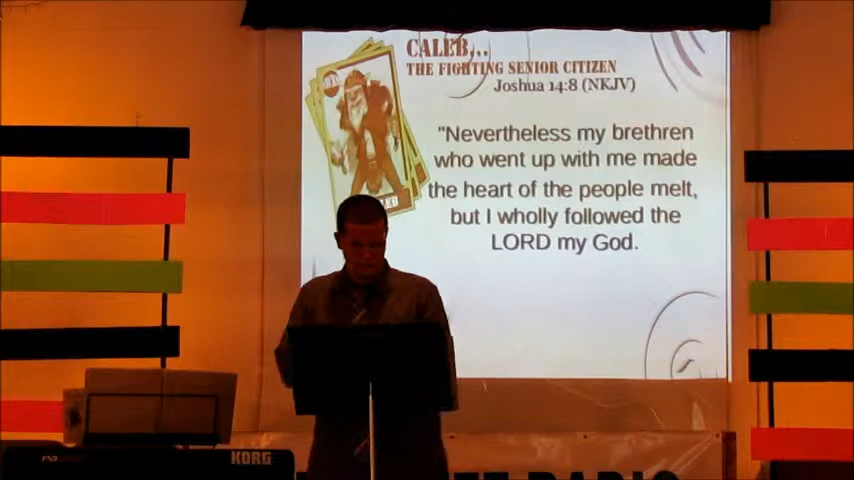 CALEB...
THE FIGHTING SENIOR CITIZEN
Joshua 14:8 (NKJV)
"Nevertheless my brethren
who went up with me made
the heart of the people melt,
but I wholly followed the
LORD my God.
KORG
RADIO